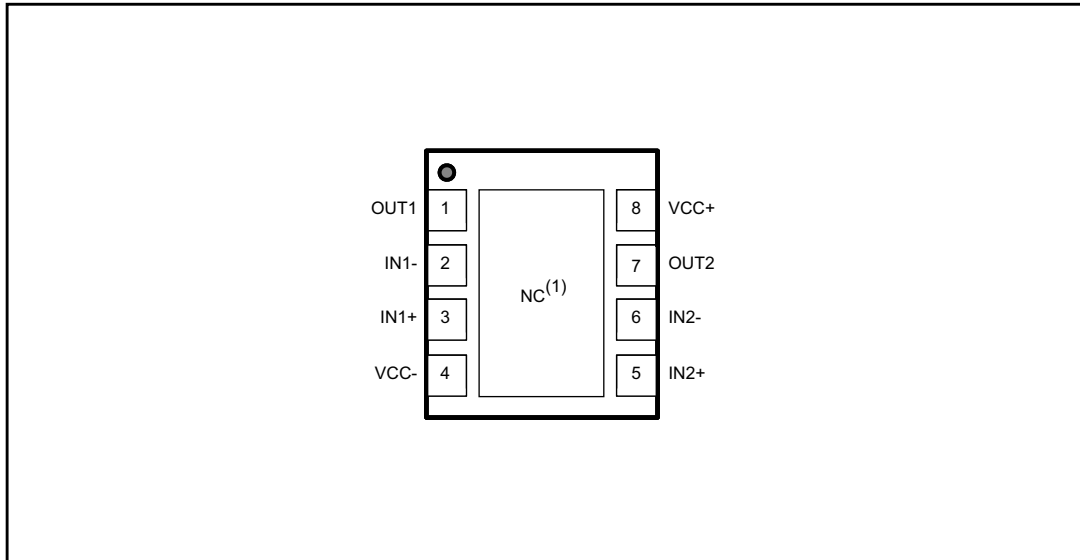 OUT1 1
IN1- 2
IN1+ 3
VCC- 4
NC(1)
8 VCC+
7 OUT2
6 IN2-
5 IN2+